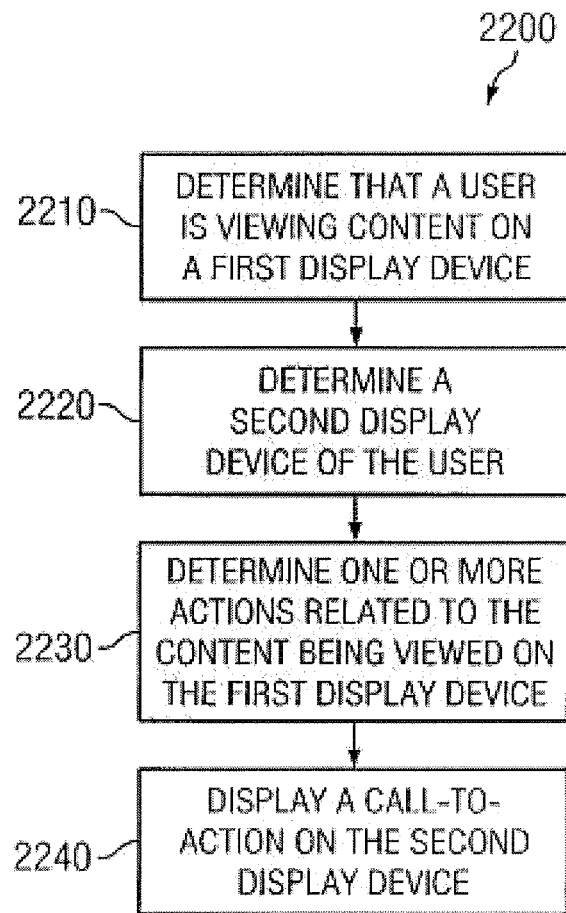 2200
2210
DETERMINE THAT A USER
IS VIEWING CONTENT ON
A FIRST DISPLAY DEVICE
2220
DETERMINE A
SECOND DISPLAY
DEVICE OF THE USER
2230
DETERMINE ONE OR MORE
ACTIONS RELATED TO THE
CONTENT BEING VIEWED ON
THE FIRST DISPLAY DEVICE
2240
DISPLAY A CALL-TO-
ACTION ON THE SECOND
DISPLAY DEVICE